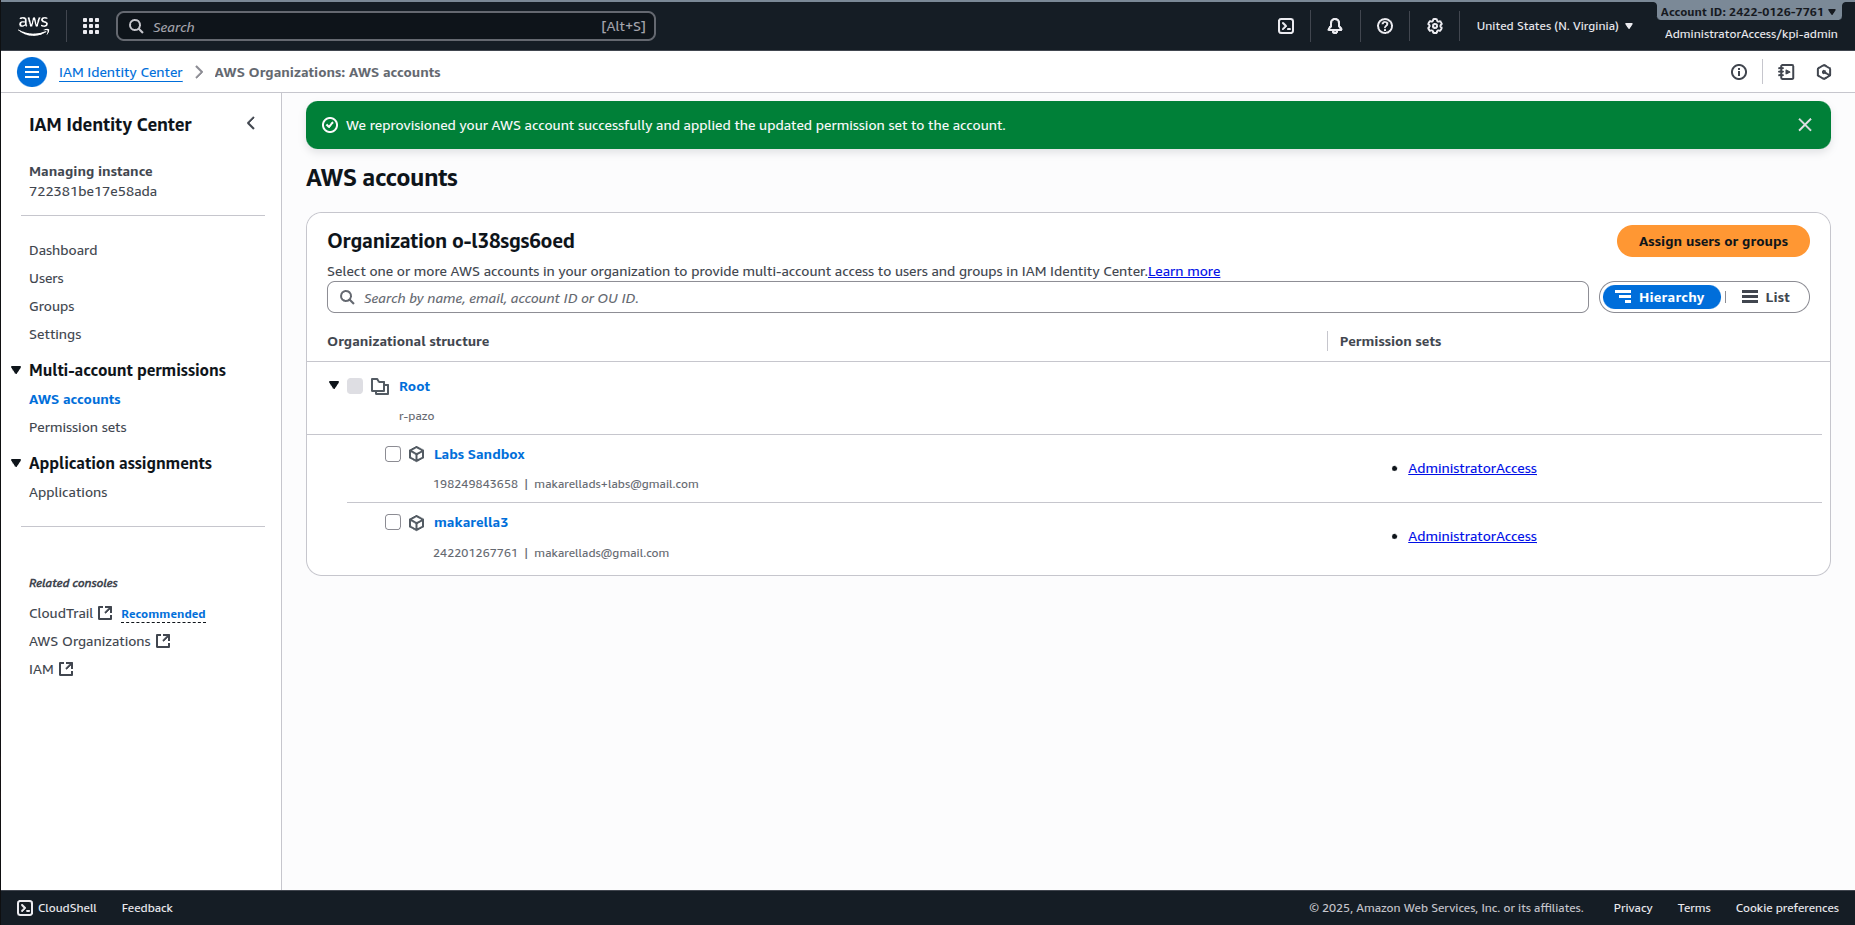 aws
Search [Alt+S]
United States (N. Virginia)
Account ID: 2422-0126-7761
AdministratorAccess/kpi-admin
IAM Identity Center
AWS Organizations: AWS accounts
IAM Identity Center
Managing instance
722381be17e58ada
Dashboard
Users
Groups
Settings
Multi-account permissions
AWS accounts
Permission sets
Application assignments
Applications
Related consoles
CloudTrail Recommended
AWS Organizations
IAM
We reprovisioned your AWS account successfully and applied the updated permission set to the account.
AWS accounts
Organization o-l38sgs6oed
Assign users or groups
Select one or more AWS accounts in your organization to provide multi-account access to users and groups in IAM Identity Center.Learn more
Search by name, email, account ID or OU ID.
Hierarchy | List
Organizational structure
Permission sets
Root
r-pazo
Labs Sandbox
198249843658 | makarellads+labs@gmail.com
• AdministratorAccess
makarella3
242201267761 | makarellads@gmail.com
• AdministratorAccess
CloudShell
Feedback
© 2025, Amazon Web Services, Inc. or its affiliates.
Privacy
Terms
Cookie preferences